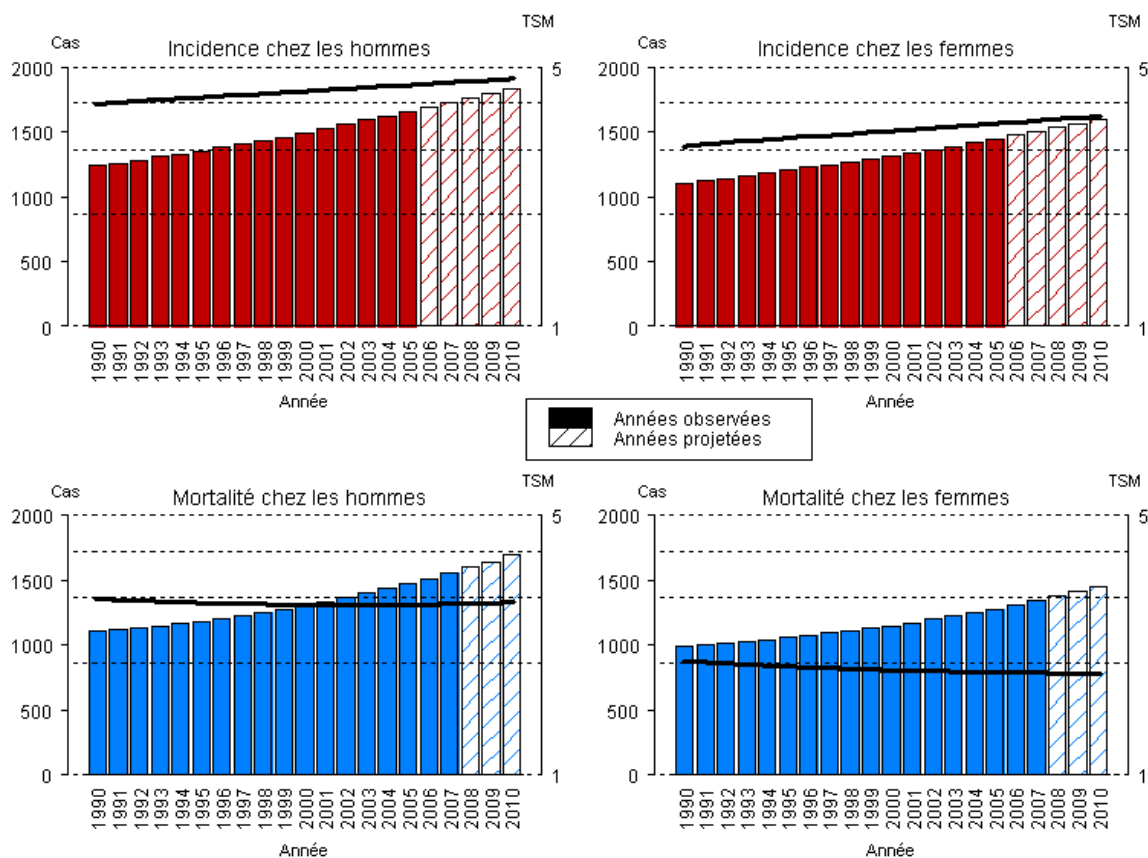 TSM
TSM
Cas
Incidence chez les hommes
Cas
Incidence chez les femmes
2000
5
2000
5
1500
1500
1000
1000
500
500
0
1
0
1
1990 1991 1992 1993 1994 1995 1996 1997 1998 1999 2000 2001 2002 2003 2004 2005 2006 2007 2008 2009 2010
1990 1991 1992 1993 1994 1995 1996 1997 1998 1999 2000 2001 2002 2003 2004 2005 2006 2007 2008 2009 2010
Année
Année
Années observées
Années projetées
TSM
TSM
Cas
Mortalité chez les hommes
Cas
Mortalité chez les femmes
2000
5
2000
5
1500
1500
1000
1000
500
500
0
1
0
1
1990 1991 1992 1993 1994 1995 1996 1997 1998 1999 2000 2001 2002 2003 2004 2005 2006 2007 2008 2009 2010
1990 1991 1992 1993 1994 1995 1996 1997 1998 1999 2000 2001 2002 2003 2004 2005 2006 2007 2008 2009 2010
Année
Année